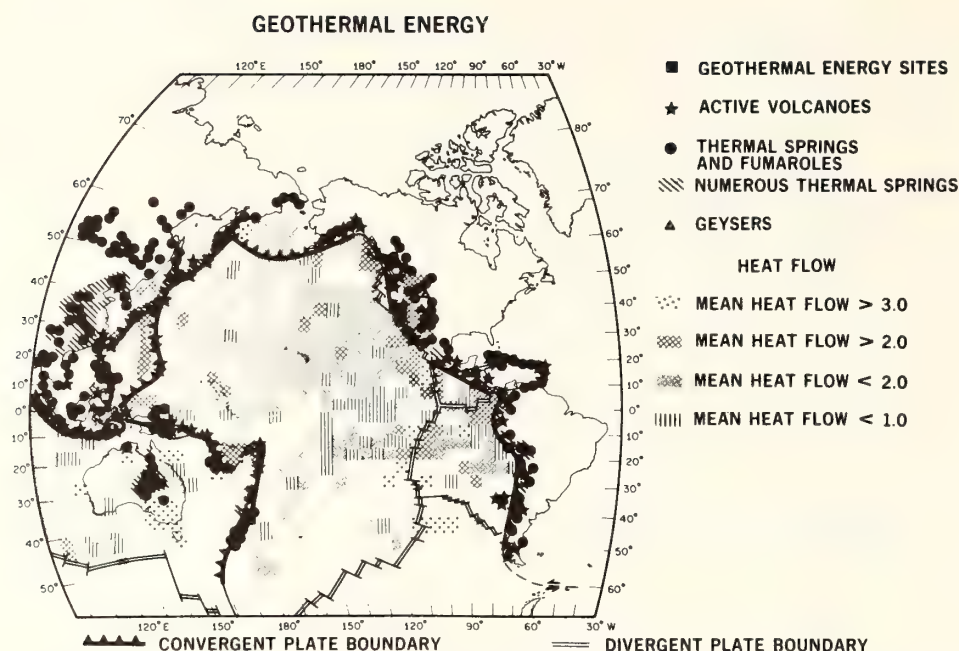 GEOTHERMAL ENERGY
120° E 150° 180° 150° 120° 90° 60° 30° W
70°
80°
60°
70°
50°
60°
40°
50°
30°
40°
20°
30°
10°
20°
0°
10°
10°
0°
20°
10°
30°
20°
40°
30°
50°
40°
50°
60°
120° E 150° 180° 150° 120° 90° 60° 30° W
GEOTHERMAL ENERGY SITES
ACTIVE VOLCANOES
THERMAL SPRINGS
AND FUMAROLES
NUMEROUS THERMAL SPRINGS
GEYSERS
HEAT FLOW
MEAN HEAT FLOW > 3.0
MEAN HEAT FLOW > 2.0
MEAN HEAT FLOW < 2.0
MEAN HEAT FLOW < 1.0
CONVERGENT PLATE BOUNDARY
DIVERGENT PLATE BOUNDARY